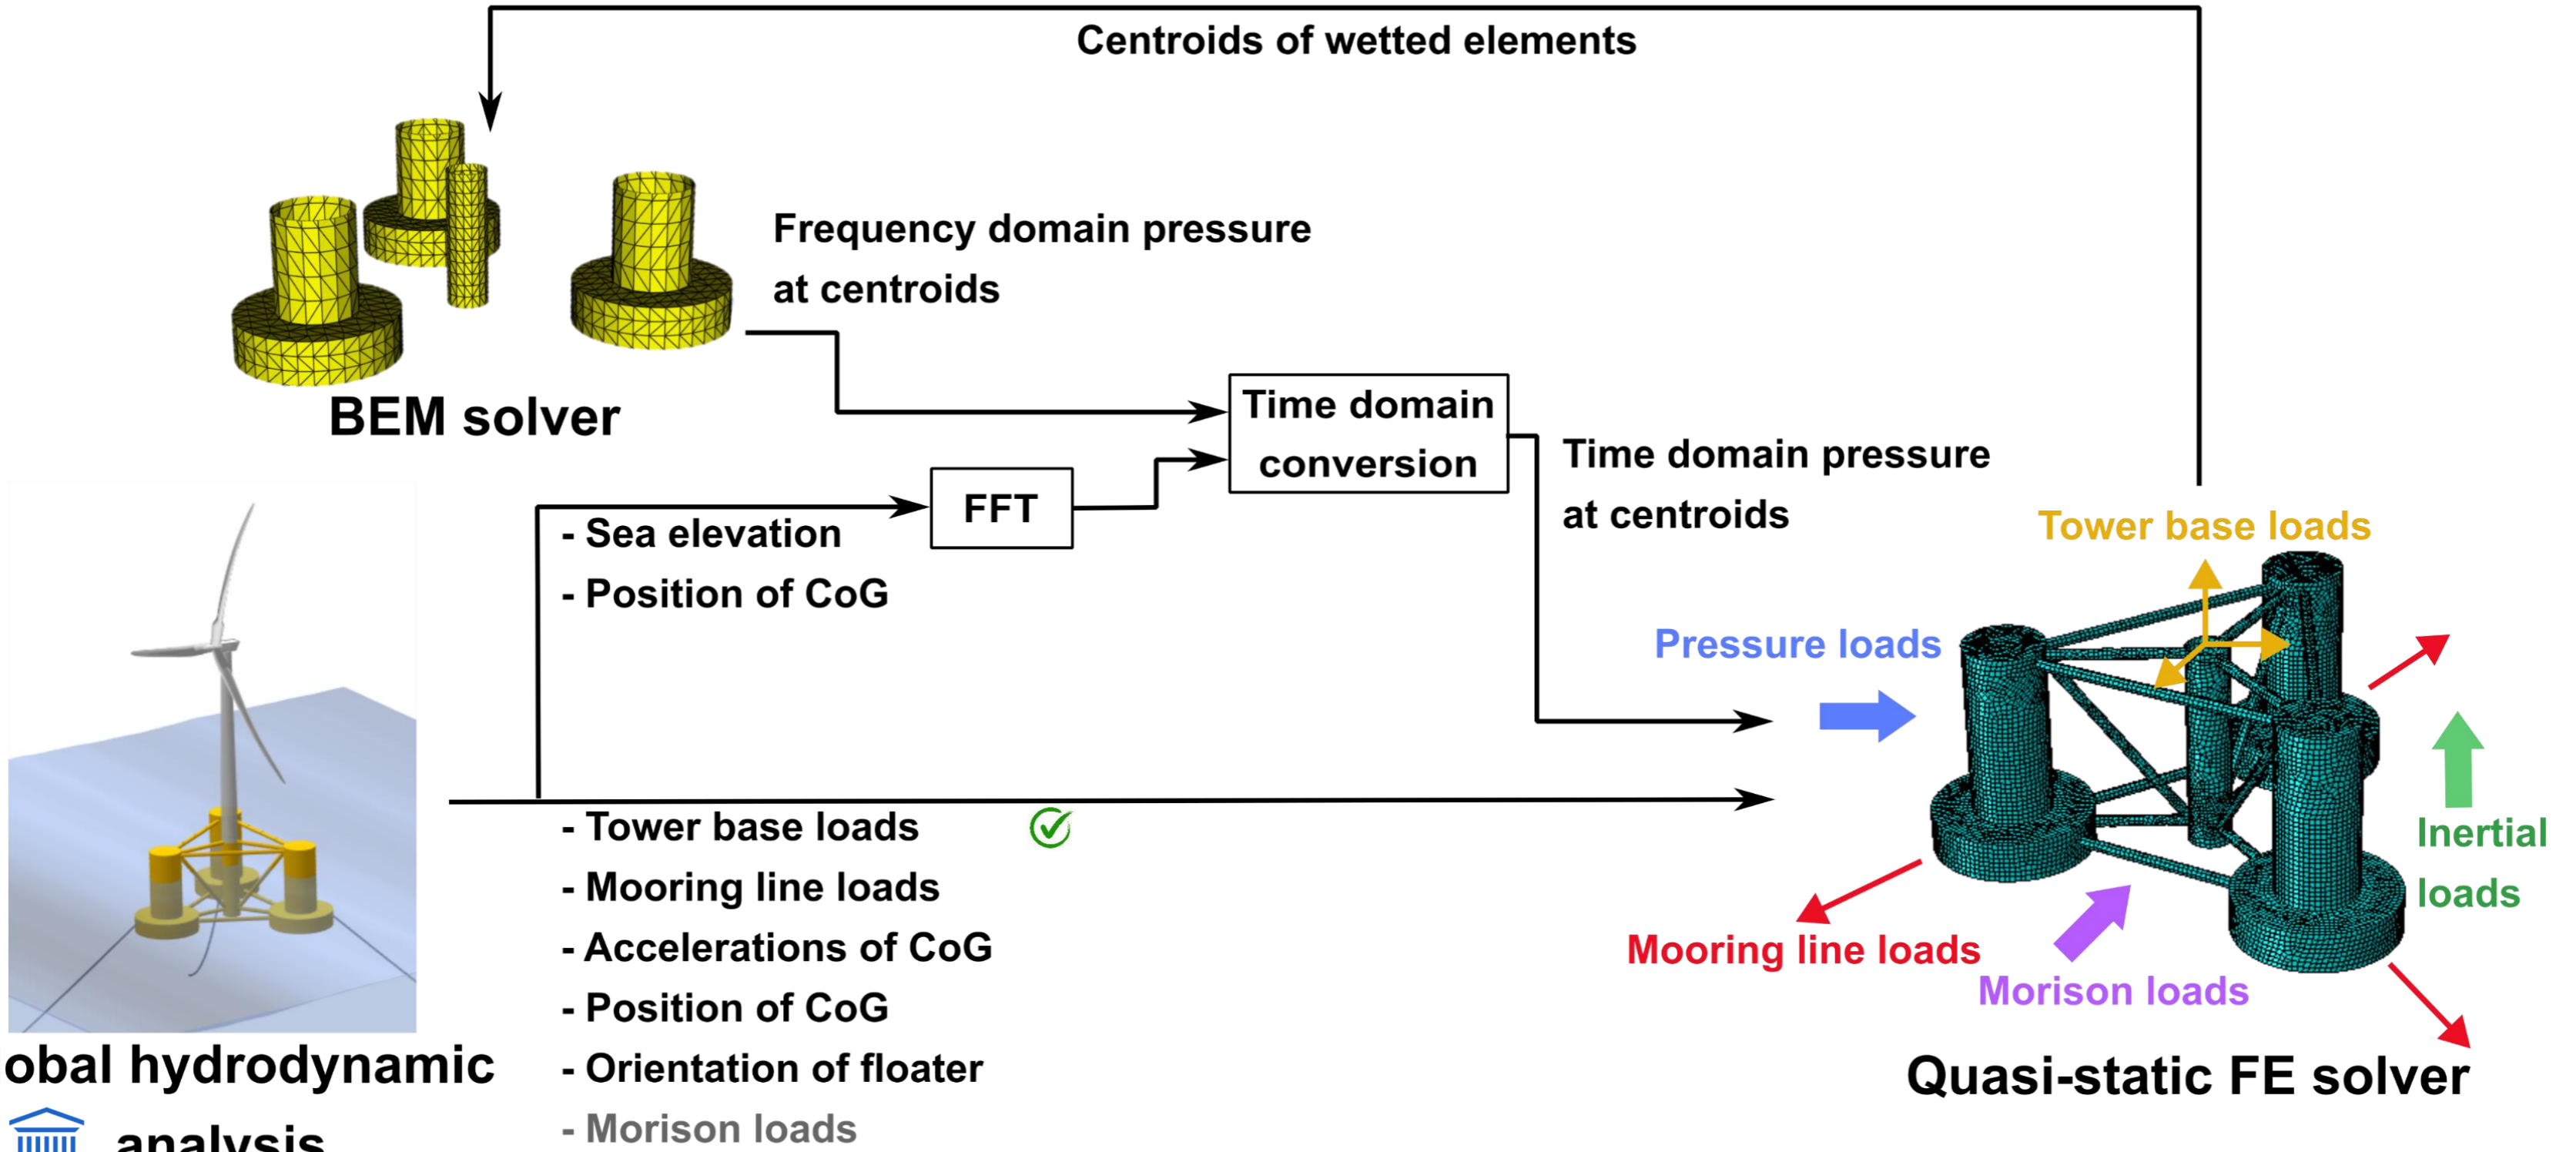 Centroids of wetted elements
Frequency domain pressure
at centroids
BEM solver
Time domain
conversion
FFT
- Sea elevation
- Position of CoG
Time domain pressure
at centroids
Tower base loads
Pressure loads
- Tower base loads
- Mooring line loads
- Accelerations of CoG
- Position of CoG
- Orientation of floater
- Morison loads
Inertial
loads
Mooring line loads
Morison loads
Quasi-static FE solver
obal hydrodynamic
analysis